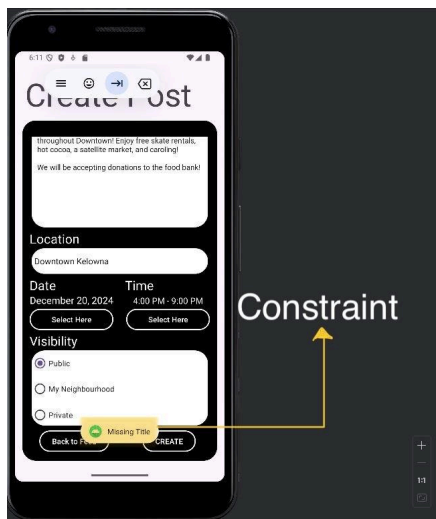 6:11
Create Post
throughout Downtown! Enjoy free skate rentals,
hot cocoa, a satellite market, and caroling!
We will be accepting donations to the food bank!
Location
Downtown Kelowna
Date Time
December 20, 2024 4:00 PM - 9:00 PM
Select Here Select Here
Visibility
Public
My Neighbourhood
Private
Missing Title
Back to Feed CREATE
Constraint
1:1